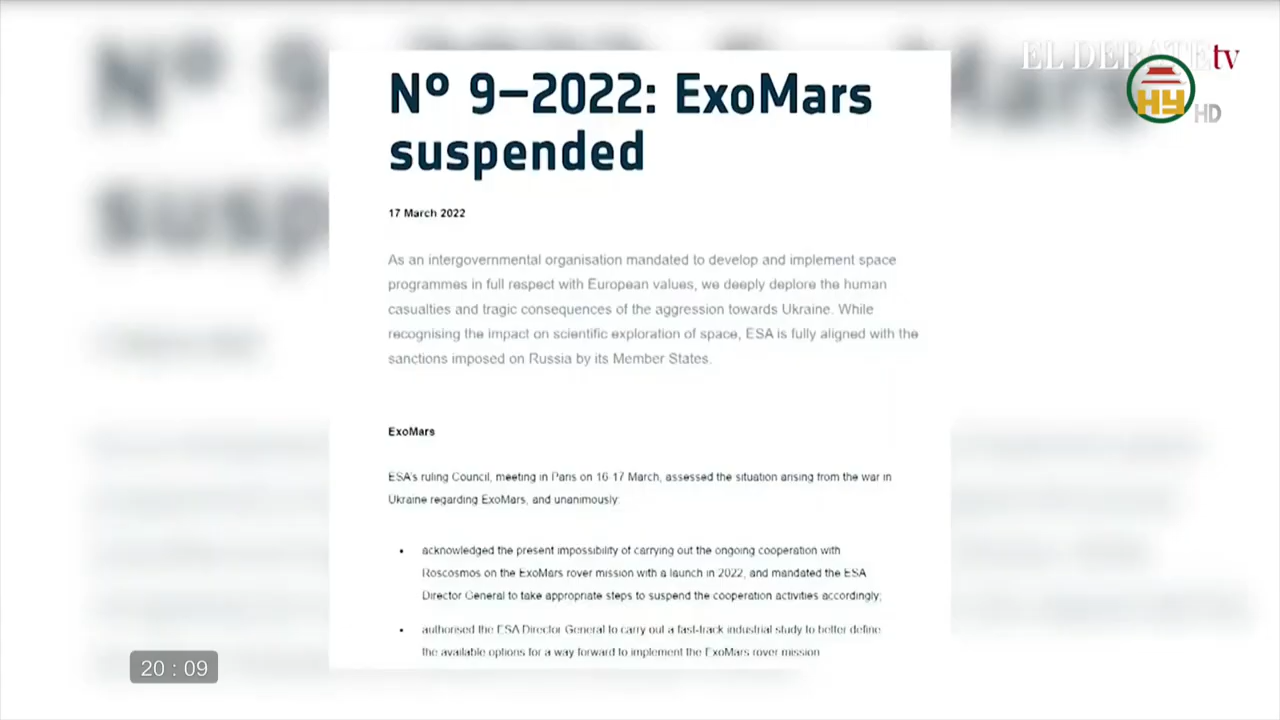 Nº 9–2022: ExoMars
suspended
17 March 2022
As an intergovernmental organisation mandated to develop and implement space
programmes in full respect with European values, we deeply deplore the human
casualties and tragic consequences of the aggression towards Ukraine. While
recognising the impact on scientific exploration of space, ESA is fully aligned with the
sanctions imposed on Russia by its Member States.
ExoMars
ESA's ruling Council, meeting in Paris on 16-17 March, assessed the situation arising from the war in
Ukraine regarding ExoMars, and unanimously:
• acknowledged the present impossibility of carrying out the ongoing cooperation with
Roscosmos on the ExoMars rover mission with a launch in 2022, and mandated the ESA
Director General to take appropriate steps to suspend the cooperation activities accordingly;
• authorised the ESA Director General to carry out a fast-track industrial study to better define
the available options for a way forward to implement the ExoMars rover mission
EL DEBATE tv
HY HD
20 : 09